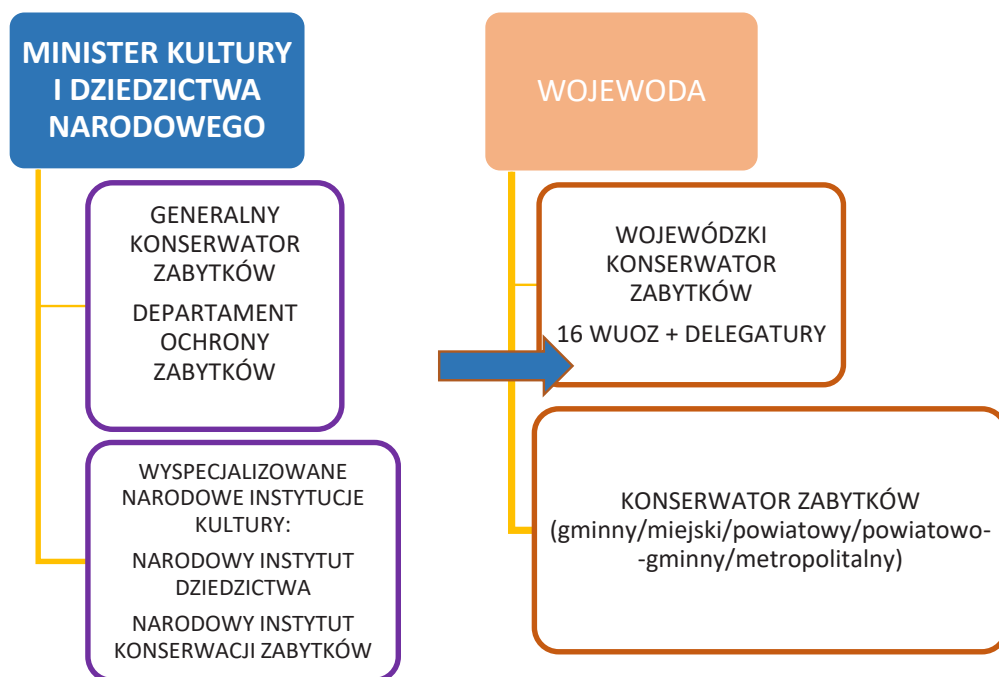 MINISTER KULTURY
I DZIEDZICTWA
NARODOWEGO
GENERALNY
KONSERWATOR
ZABYTKÓW
DEPARTAMENT
OCHRONY
ZABYTKÓW
WYSPECJALIZOWANE
NARODOWE INSTYTUCJE
KULTURY:
NARODOWY INSTYTUT
DZIEDZICTWA
NARODOWY INSTYTUT
KONSERWACJI ZABYTKÓW
WOJEWODA
WOJEWÓDZKI
KONSERWATOR
ZABYTKÓW
16 WUOZ + DELEGATURY
KONSERWATOR ZABYTKÓW
(gminny/miejski/powiatowy/powiatowo-
-gminny/metropolitalny)